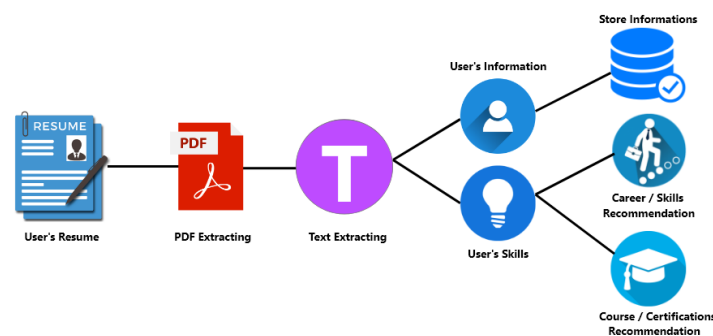 Store Informations
User's Information
RESUME
PDF
T
User's Resume
PDF Extracting
Text Extracting
User's Skills
Career / Skills
Recommendation
Course / Certifications
Recommendation